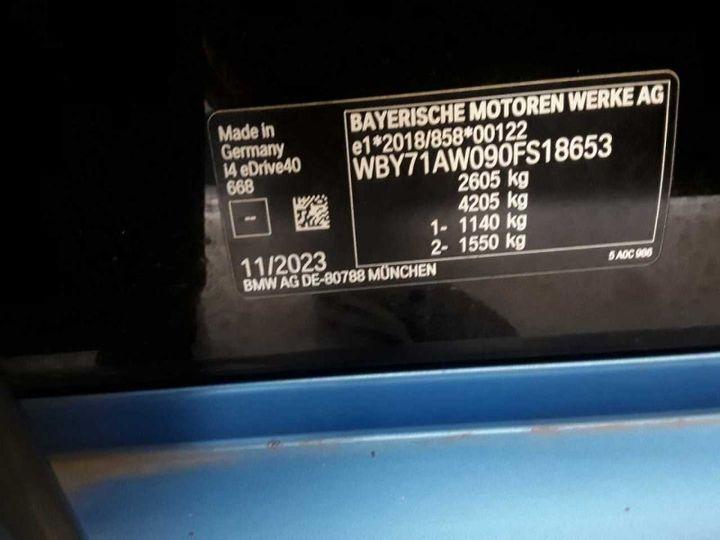 Made in
Germany
i4 eDrive40
668
--
11/2023
BMW AG DE-80788 MÜNCHEN
BAYERISCHE MOTOREN WERKE AG
e1*2018/858*00122
WBY71AW090FS18653
2605 kg
4205 kg
1- 1140 kg
2- 1550 kg
5 A0C 986